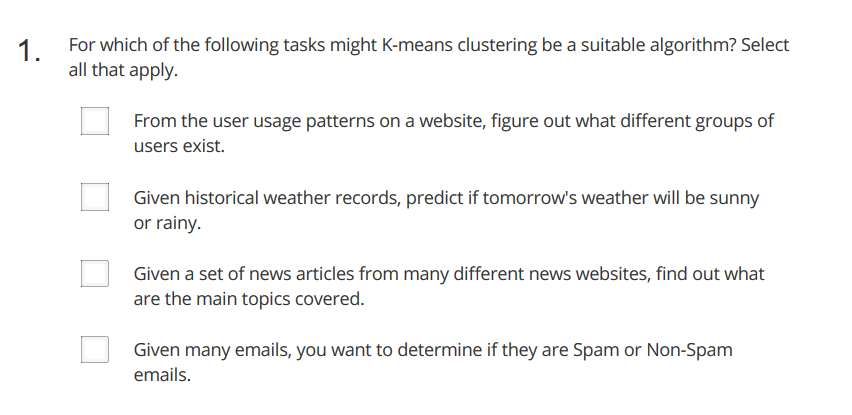 1. For which of the following tasks might K-means clustering be a suitable algorithm? Select
all that apply.
From the user usage patterns on a website, figure out what different groups of
users exist.
Given historical weather records, predict if tomorrow's weather will be sunny
or rainy.
Given a set of news articles from many different news websites, find out what
are the main topics covered.
Given many emails, you want to determine if they are Spam or Non-Spam
emails.